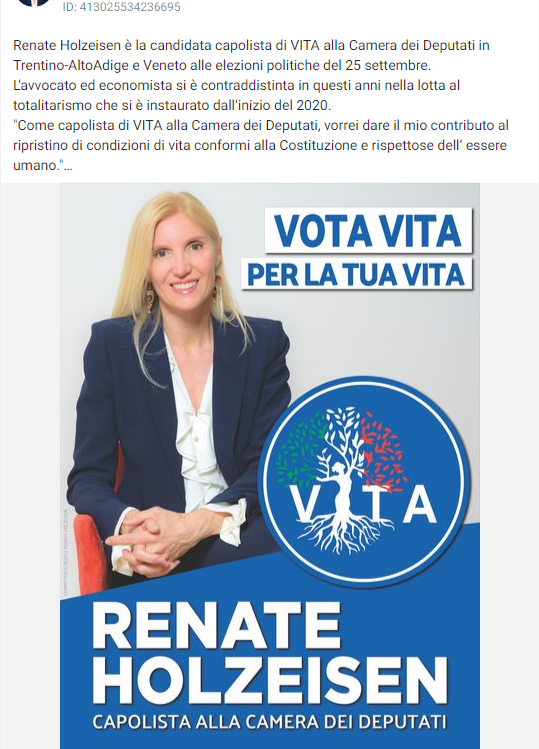 ID: 413025534236695
Renate Holzeisen è la candidata capolista di VITA alla Camera dei Deputati in
Trentino-AltoAdige e Veneto alle elezioni politiche del 25 settembre.
L'avvocato ed economista si è contraddistinta in questi anni nella lotta al
totalitarismo che si è instaurato dall'inizio del 2020.
"Come capolista di VITA alla Camera dei Deputati, vorrei dare il mio contributo al
ripristino di condizioni di vita conformi alla Costituzione e rispettose dell' essere
umano."...
VOTA VITA
PER LA TUA VITA
VITA
RENATE
HOLZEISEN
CAPOLISTA ALLA CAMERA DEI DEPUTATI